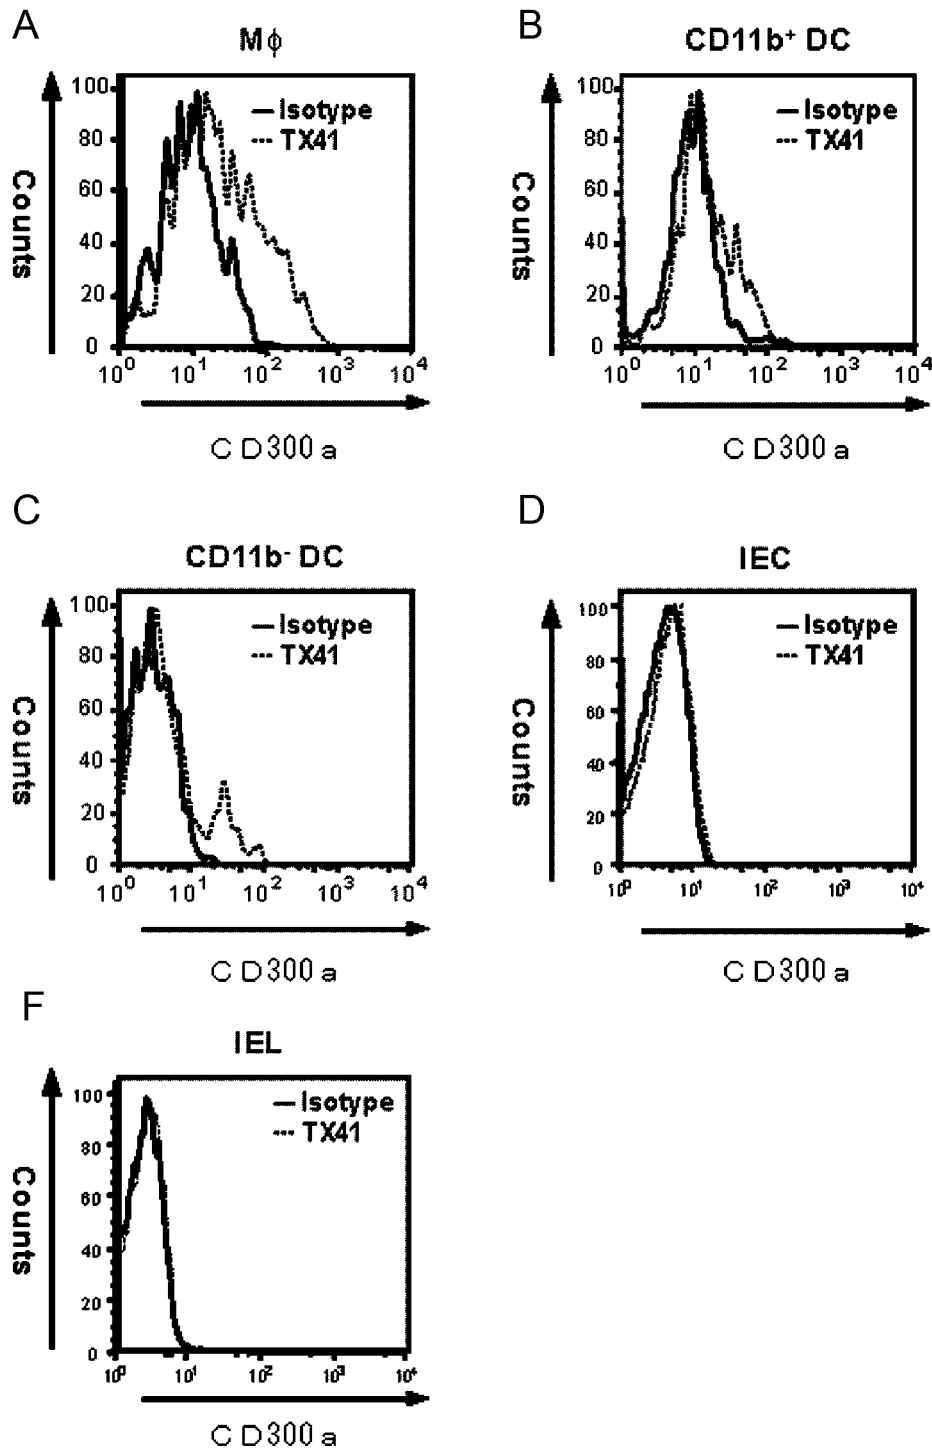 A
Mϕ
100
80
60
40
20
0
Counts
Isotype
TX41
10⁰ 10¹ 10² 10³ 10⁴
CD300a
B
CD11b⁺ DC
100
80
60
40
20
0
Counts
Isotype
TX41
10⁰ 10¹ 10² 10³ 10⁴
CD300a
C
CD11b⁻ DC
100
80
60
40
20
0
Counts
Isotype
TX41
10⁰ 10¹ 10² 10³ 10⁴
CD300a
D
IEC
100
80
60
40
20
0
Counts
Isotype
TX41
10⁰ 10¹ 10² 10³ 10⁴
CD300a
F
IEL
100
80
60
40
20
0
Counts
Isotype
TX41
10⁰ 10¹ 10² 10³ 10⁴
CD300a